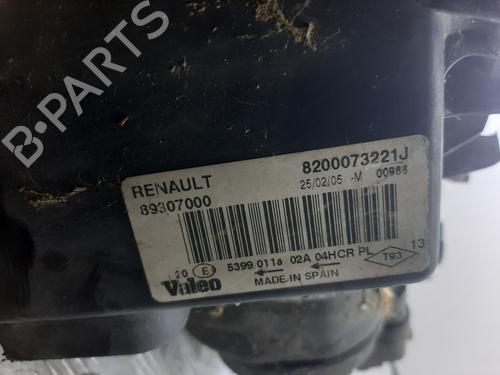 B-PARTS
RENAULT
8200073221J
89307000
25/02/05 -M 00986
20 E 5399 011a 02A 04HCR PL T93 13
Valeo
MADE IN SPAIN